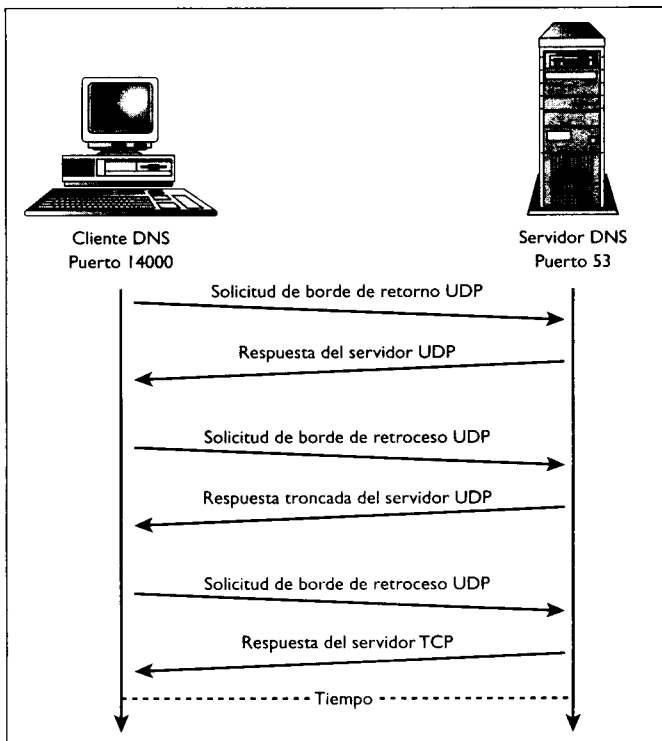 Cliente DNS
Puerto 14000
Servidor DNS
Puerto 53
Solicitud de borde de retorno UDP
Respuesta del servidor UDP
Solicitud de borde de retroceso UDP
Respuesta troncada del servidor UDP
Solicitud de borde de retroceso UDP
Respuesta del servidor TCP
Tiempo